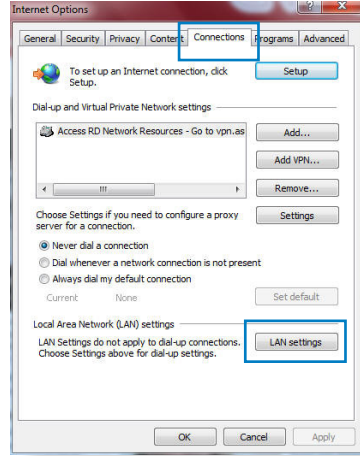 Internet Options
General Security Privacy Content Connections Programs Advanced
To set up an Internet connection, click
Setup.
Setup
Dial-up and Virtual Private Network settings
Access RD Network Resources - Go to vpn.as
Add...
Add VPN...
Remove...
Choose Settings if you need to configure a proxy
server for a connection.
Settings
Never dial a connection
Dial whenever a network connection is not present
Always dial my default connection
Current None
Set default
Local Area Network (LAN) settings
LAN Settings do not apply to dial-up connections.
Choose Settings above for dial-up settings.
LAN settings
OK Cancel Apply